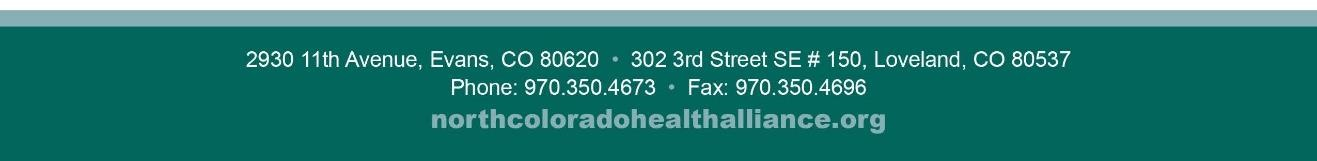 2930 11th Avenue, Evans, CO 80620 • 302 3rd Street SE # 150, Loveland, CO 80537
Phone: 970.350.4673 • Fax: 970.350.4696
northcoloradohealthalliance.org